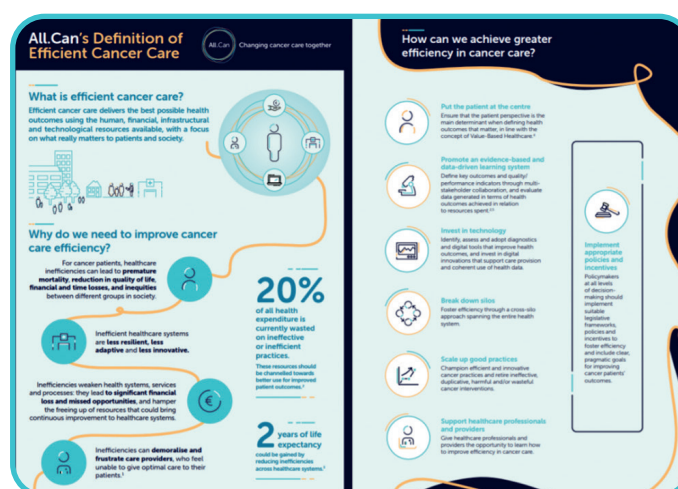 All.Can's Definition of
Efficient Cancer Care
All.Can
Changing cancer care together
What is efficient cancer care?
Efficient cancer care delivers the best possible health
outcomes using the human, financial, infrastructural
and technological resources available, with a focus
on what really matters to patients and society.
Why do we need to improve cancer
care efficiency?
For cancer patients, healthcare
inefficiencies can lead to premature
mortality, reduction in quality of life,
financial and time losses, and inequities
between different groups in society.
Inefficient healthcare systems
are less resilient, less
adaptive and less innovative.
Inefficiencies weaken health systems, services
and processes: they lead to significant financial
loss and missed opportunities, and hamper
the freeing up of resources that could bring
continuous improvement to healthcare systems.
€
Inefficiencies can demoralise and
frustrate care providers, who feel
unable to give optimal care to their
patients.
20%
of all health
expenditure is
currently wasted
on ineffective
or inefficient
practices.
These resources should
be channelled towards
better use for improved
patient outcomes.
2 years of life
expectancy
could be gained by
reducing inefficiencies
across healthcare systems.
How can we achieve greater
efficiency in cancer care?
Put the patient at the centre
Ensure that the patient perspective is the
main determinant when defining health
outcomes that matter, in line with the
concept of Value-Based Healthcare.
Promote an evidence-based and
data-driven learning system
Define key outcomes and quality/
performance indicators through multi-
stakeholder collaboration, and evaluate
data generated in terms of health
outcomes achieved in relation
to resources spent.
Invest in technology
Identify, assess and adopt diagnostics
and digital tools that improve health
outcomes, and invest in digital
innovations that support care provision
and coherent use of health data.
Break down silos
Foster efficiency through a cross-silo
approach spanning the entire health
system.
Scale up good practices
Champion efficient and innovative
cancer practices and retire ineffective,
duplicative, harmful and/or wasteful
cancer interventions.
Support healthcare professionals
and providers
Give healthcare professionals and
providers the opportunity to learn how
to improve efficiency in cancer care.
Implement
appropriate
policies and
incentives
Policymakers
at all levels
of decision-
making should
implement
suitable
legislative
frameworks,
policies and
incentives to
foster efficiency
and include clear,
pragmatic goals
for improving
cancer patients'
outcomes.